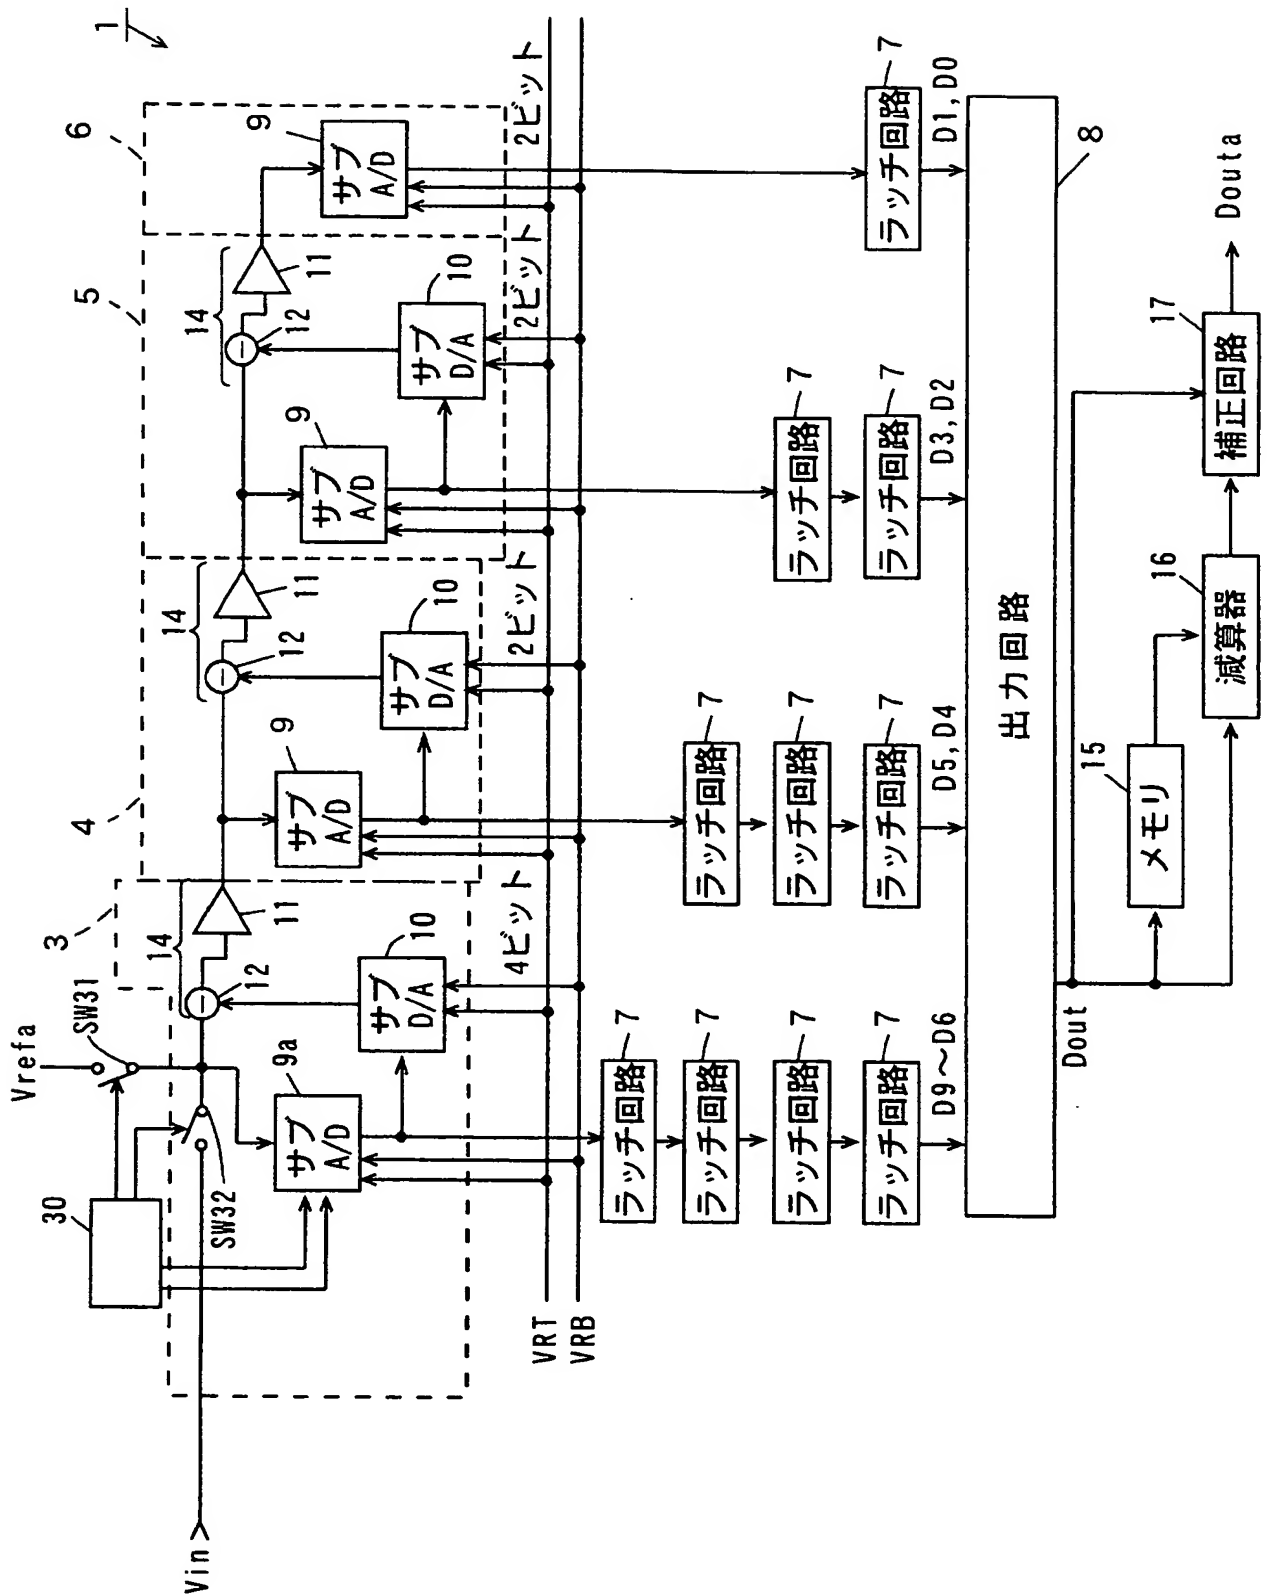 1
Vrefa
SW31
30
SW32
Vin
3
4
5
6
14
14
14
12
11
12
11
12
11
9a
サブ
A/D
10
サブ
D/A
9
サブ
A/D
10
サブ
D/A
9
サブ
A/D
10
サブ
D/A
9
サブ
A/D
4ビット
2ビット
2ビット
2ビット
VRT
VRB
ラッチ回路
7
ラッチ回路
7
ラッチ回路
7
ラッチ回路
7
D9〜D6
ラッチ回路
7
ラッチ回路
7
ラッチ回路
7
D5,D4
ラッチ回路
7
ラッチ回路
7
D3,D2
ラッチ回路
7
D1,D0
出力回路
8
Dout
15
メモリ
16
減算器
17
補正回路
Douta